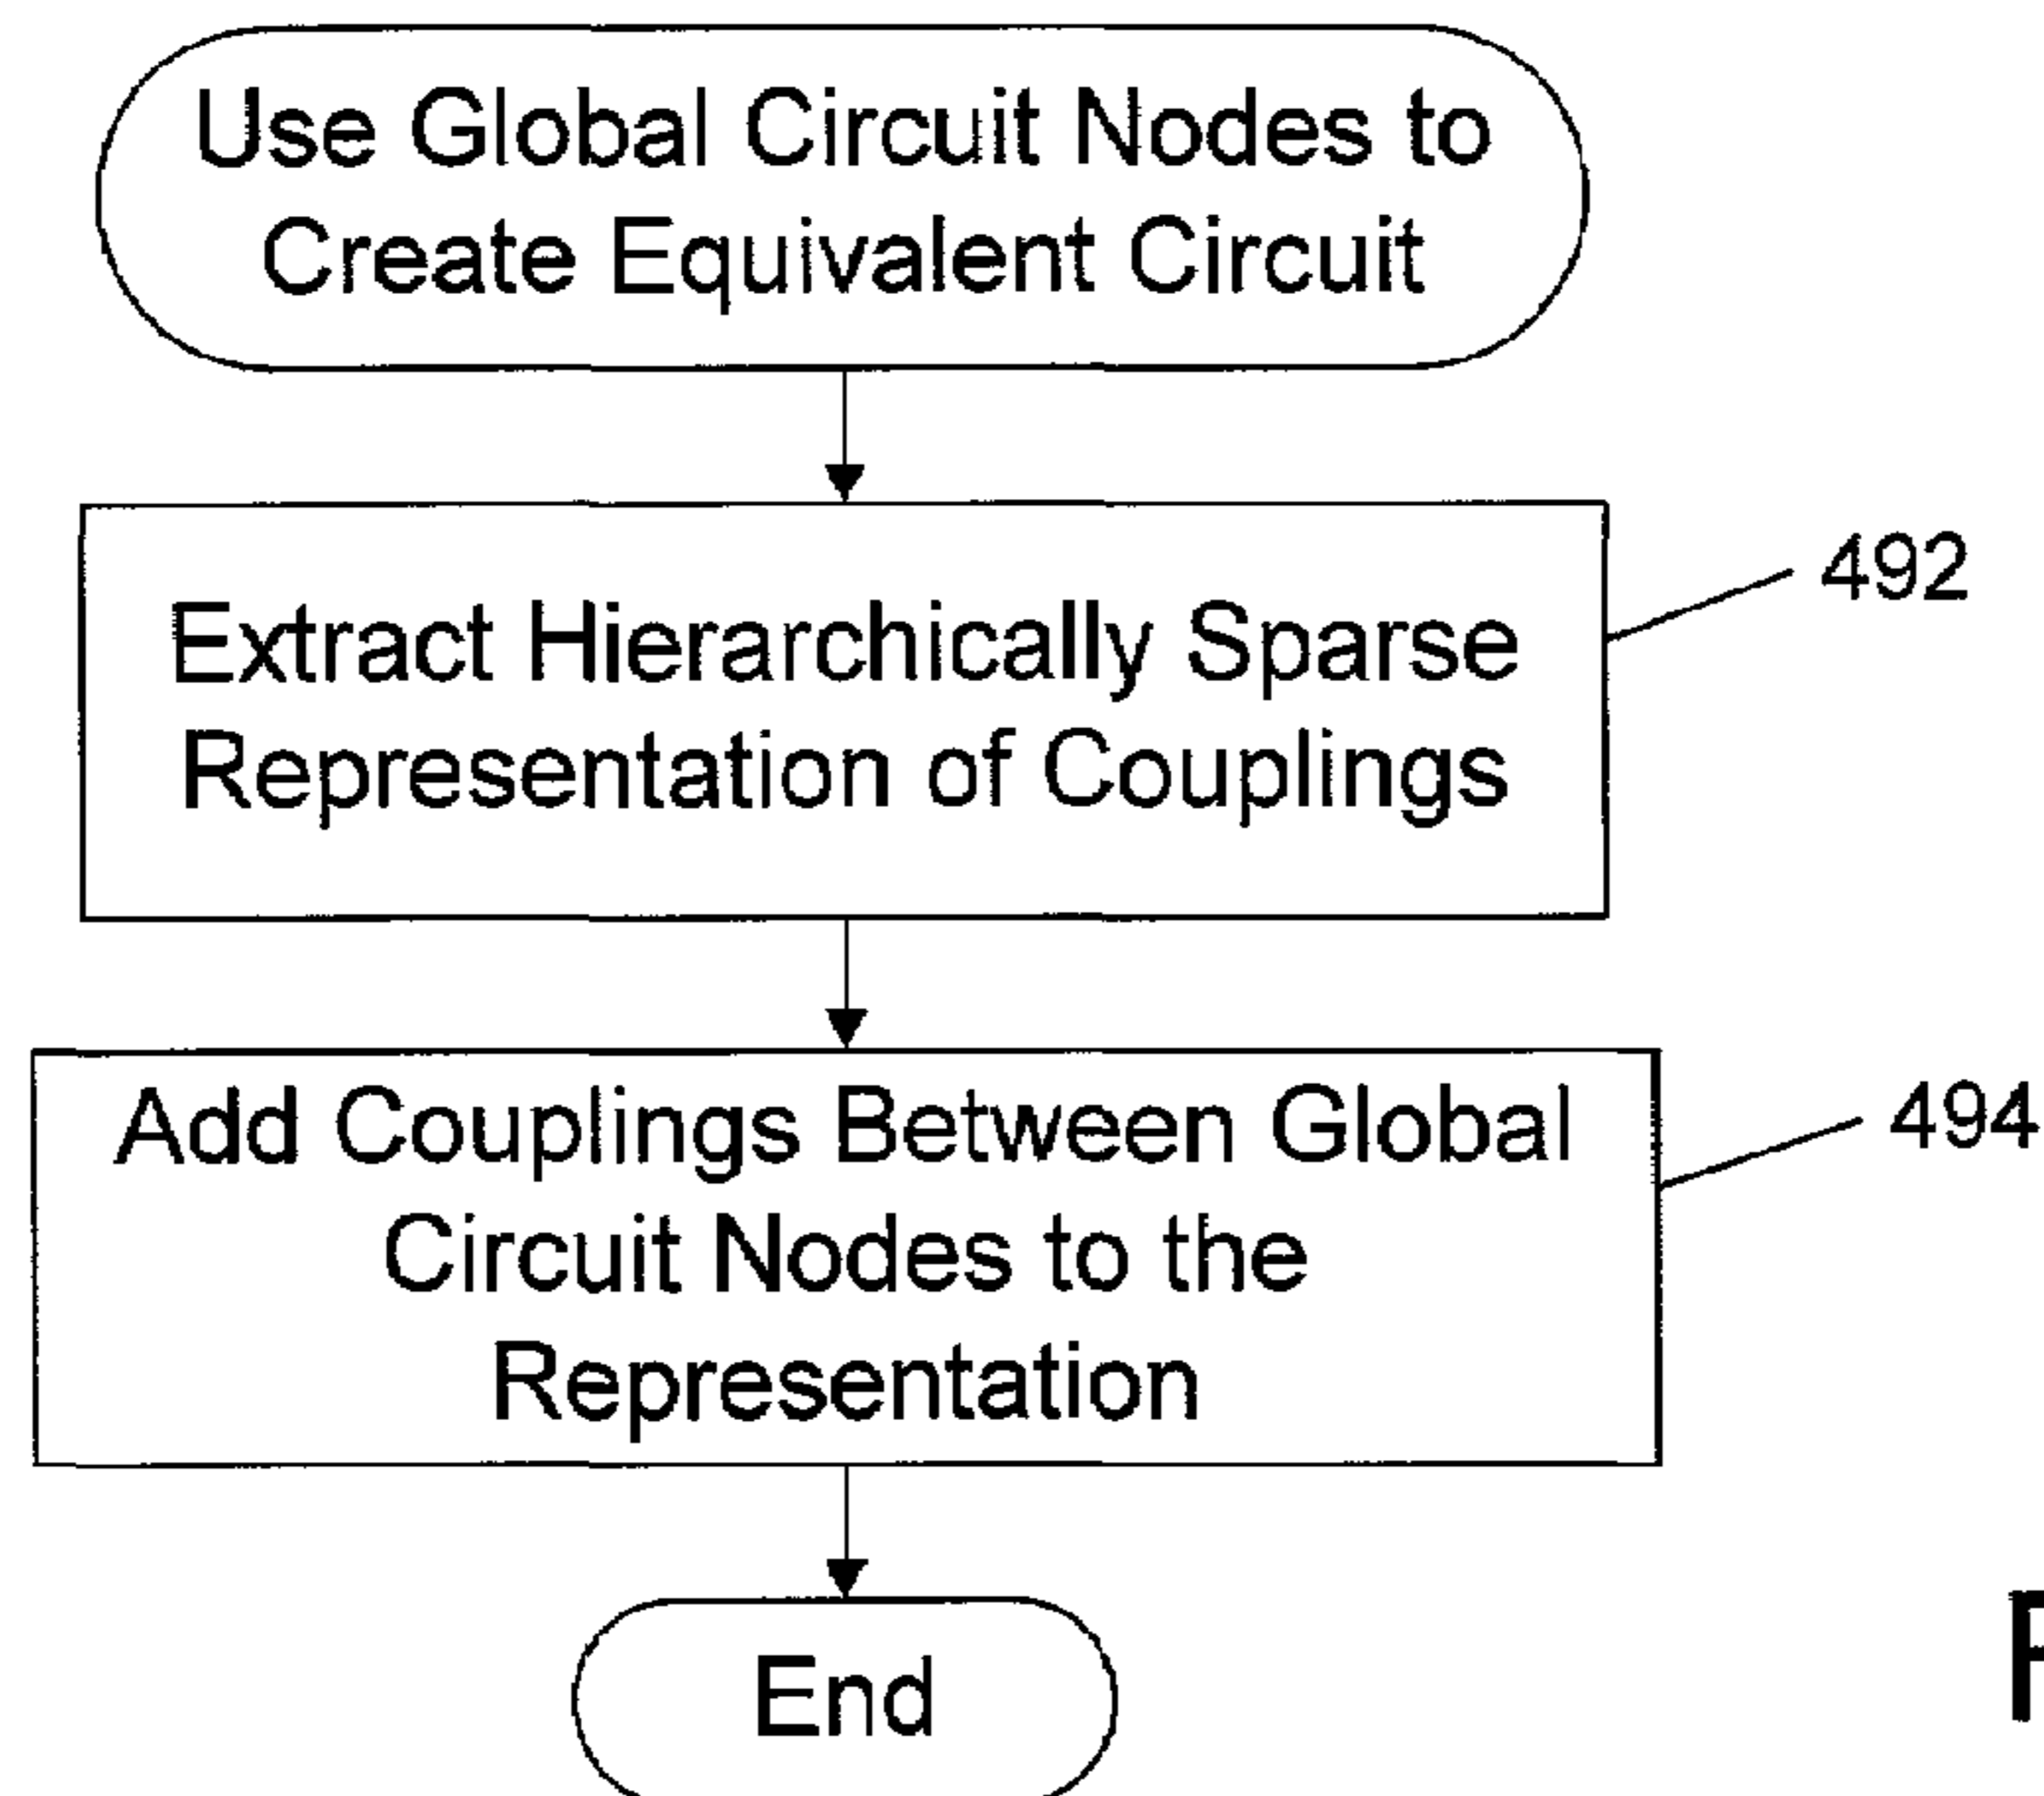 Use Global Circuit Nodes to
Create Equivalent Circuit
Extract Hierarchically Sparse
Representation of Couplings
492
Add Couplings Between Global
Circuit Nodes to the
Representation
494
End